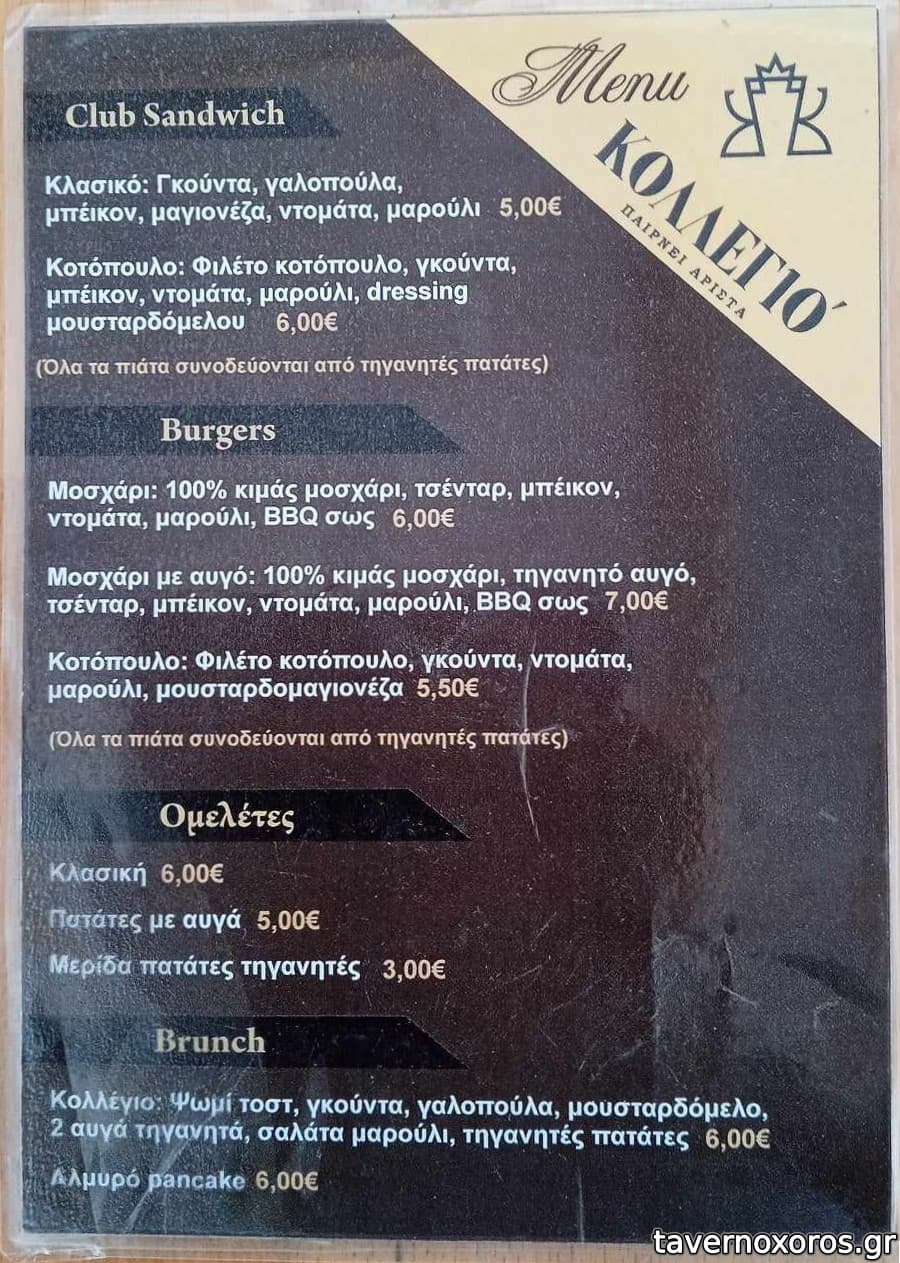 Menu
ΚΟΛΛΕΓΙΟ´
ΠΑΙΡΝΕΙ ΑΡΙΣΤΑ
Club Sandwich
Κλασικό: Γκούντα, γαλοπούλα,
μπέικον, μαγιονέζα, ντομάτα, μαρούλι 5,00€
Κοτόπουλο: Φιλέτο κοτόπουλο, γκούντα,
μπέικον, ντομάτα, μαρούλι, dressing
μουσταρδόμελου 6,00€
(Όλα τα πιάτα συνοδεύονται από τηγανητές πατάτες)
Burgers
Μοσχάρι: 100% κιμάς μοσχάρι, τσένταρ, μπέικον,
ντομάτα, μαρούλι, BBQ σως 6,00€
Μοσχάρι με αυγό: 100% κιμάς μοσχάρι, τηγανητό αυγό,
τσένταρ, μπέικον, ντομάτα, μαρούλι, BBQ σως 7,00€
Κοτόπουλο: Φιλέτο κοτόπουλο, γκούντα, ντομάτα,
μαρούλι, μουσταρδομαγιονέζα 5,50€
(Όλα τα πιάτα συνοδεύονται από τηγανητές πατάτες)
Ομελέτες
Κλασική 6,00€
Πατάτες με αυγά 5,00€
Μερίδα πατάτες τηγανητές 3,00€
Brunch
Κολλέγιο: Ψωμί τοστ, γκούντα, γαλοπούλα, μουσταρδόμελο,
2 αυγά τηγανητά, σαλάτα μαρούλι, τηγανητές πατάτες 6,00€
Αλμυρό pancake 6,00€
tavernoxoros.gr